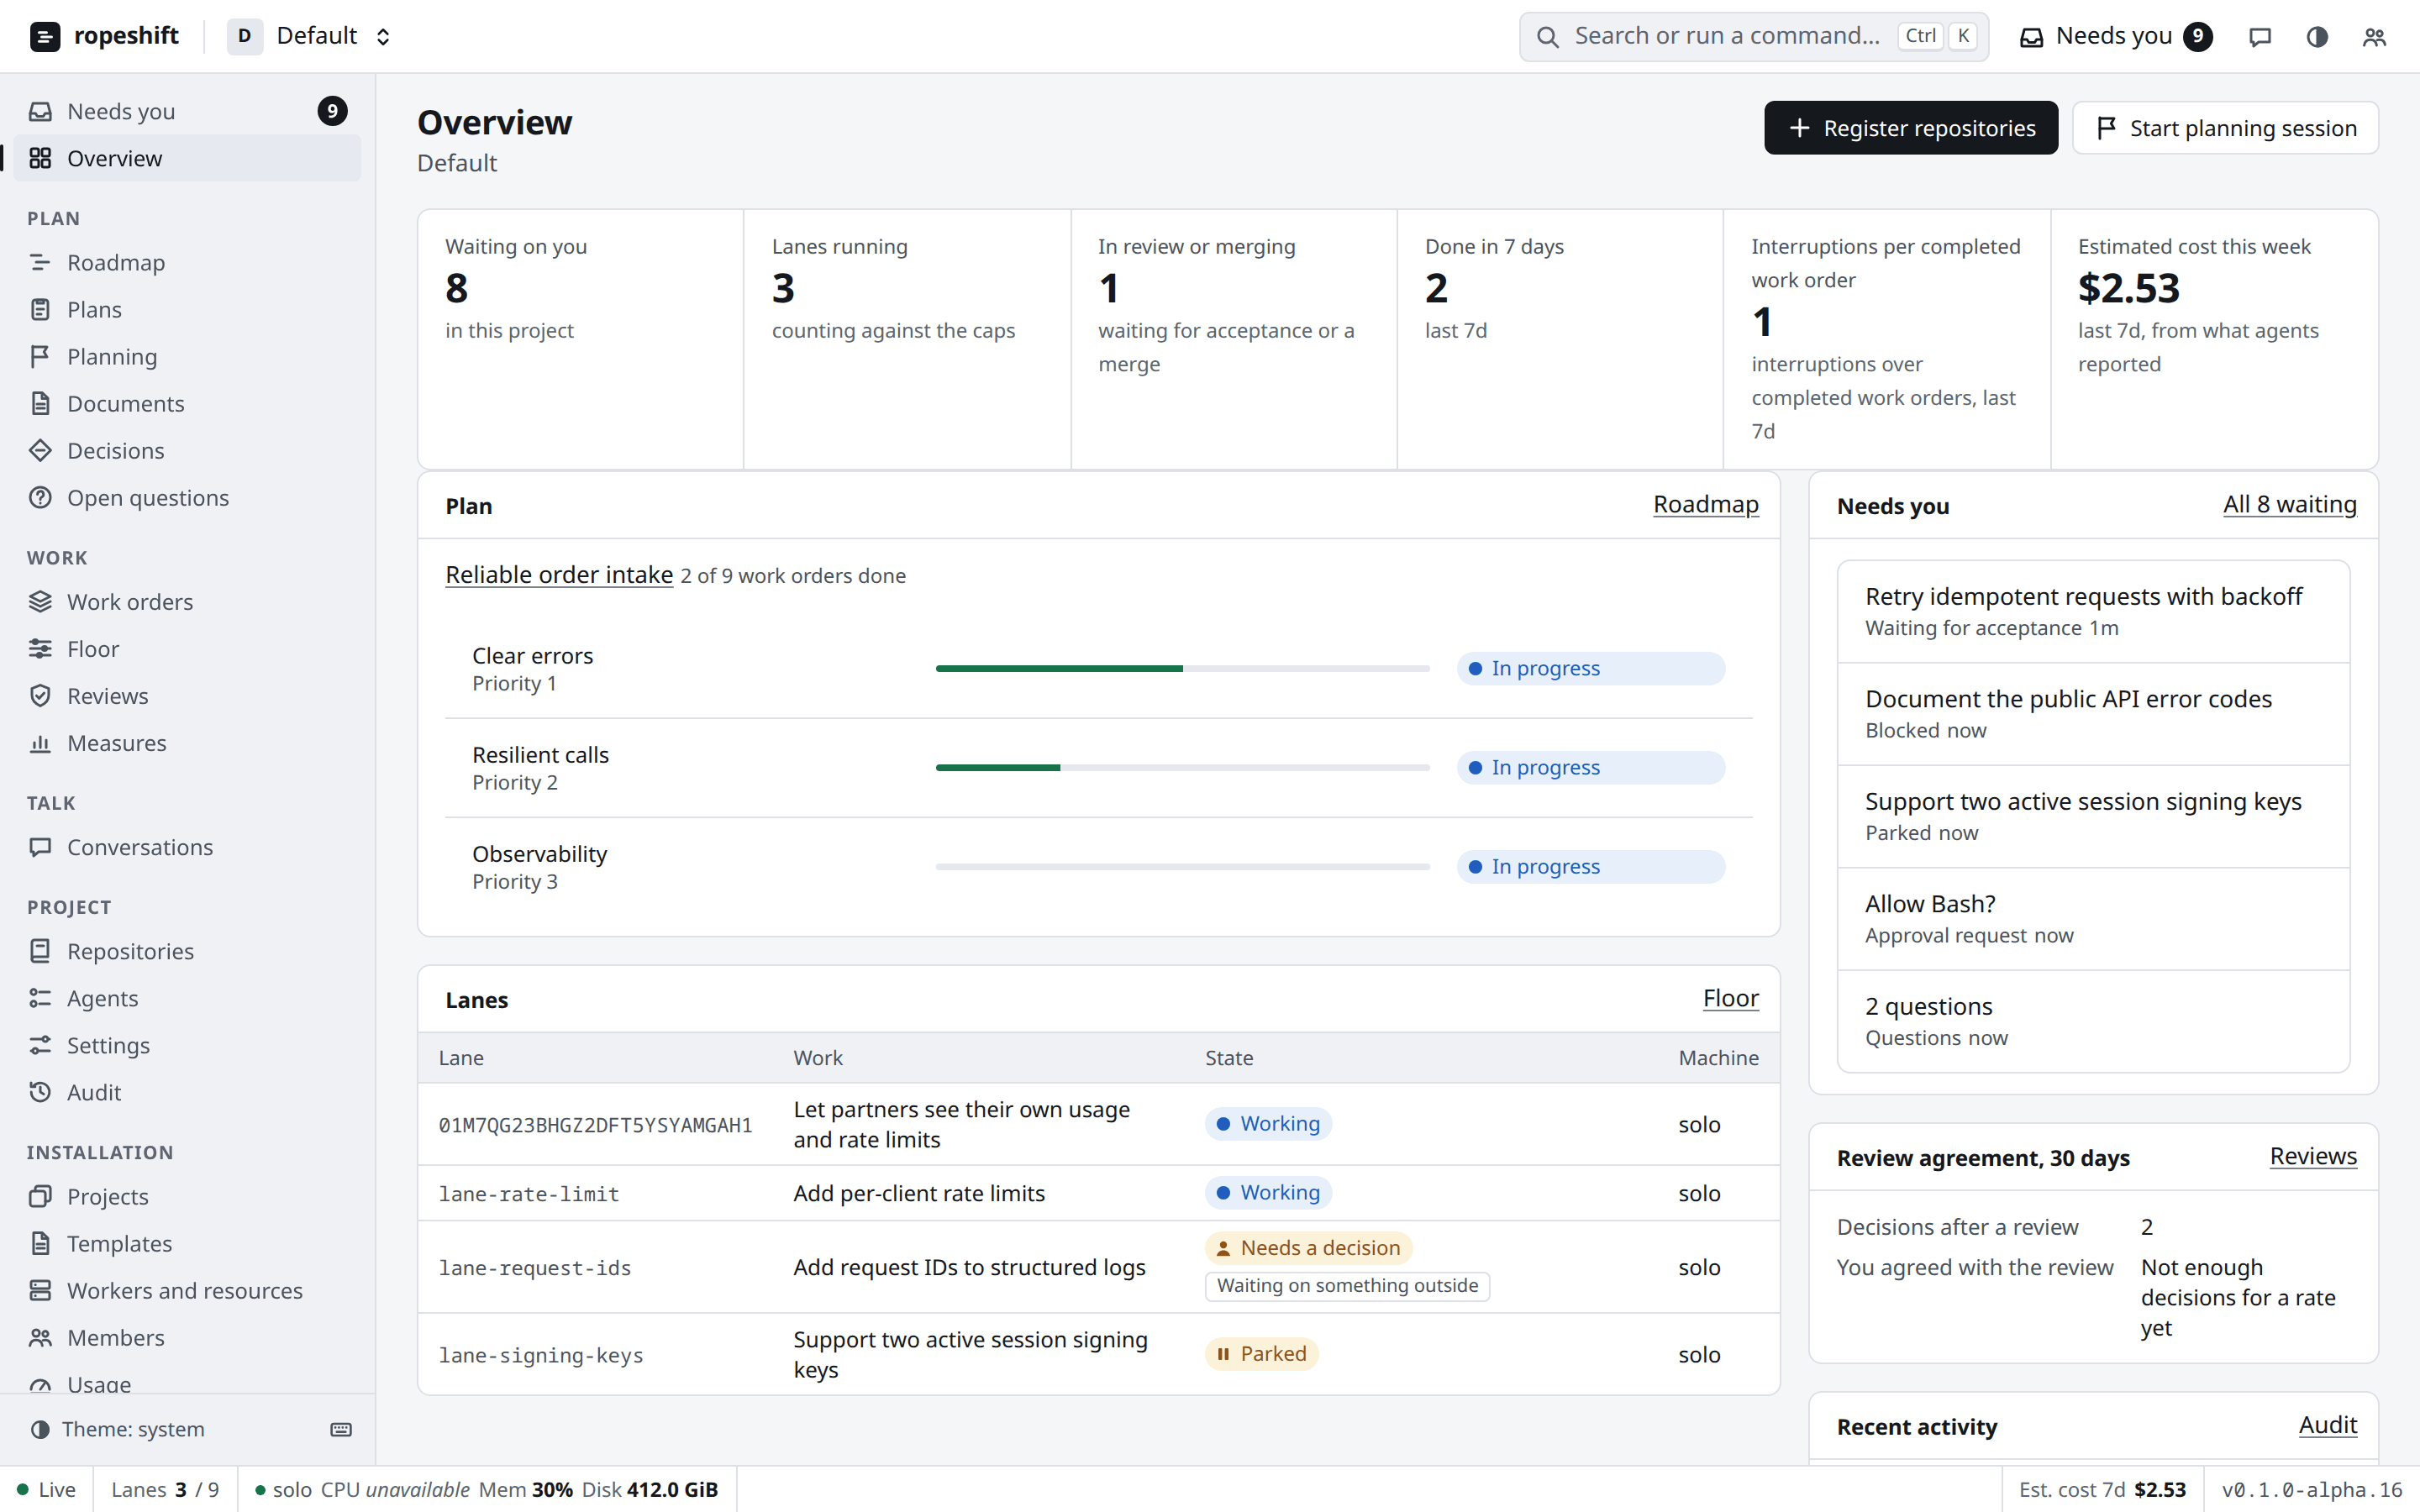 ropeshift
D Default
Search or run a command... Ctrl K
Needs you 9
Needs you 9
Overview
PLAN
Roadmap
Plans
Planning
Documents
Decisions
Open questions
WORK
Work orders
Floor
Reviews
Measures
TALK
Conversations
PROJECT
Repositories
Agents
Settings
Audit
INSTALLATION
Projects
Templates
Workers and resources
Members
Usage
Theme: system
Overview
Default
Register repositories
Start planning session
Waiting on you
8
in this project
Lanes running
3
counting against the caps
In review or merging
1
waiting for acceptance or a
merge
Done in 7 days
2
last 7d
Interruptions per completed
work order
1
interruptions over
completed work orders, last
7d
Estimated cost this week
$2.53
last 7d, from what agents
reported
Plan Roadmap
Reliable order intake 2 of 9 work orders done
Clear errors
Priority 1
In progress
Resilient calls
Priority 2
In progress
Observability
Priority 3
In progress
Lanes Floor
Lane Work State Machine
01M7QG23BHGZ2DFT5YSYAMGAH1
Let partners see their own usage
and rate limits
Working
solo
lane-rate-limit Add per-client rate limits Working solo
lane-request-ids Add request IDs to structured logs
Needs a decision
Waiting on something outside
solo
lane-signing-keys
Support two active session signing
keys
Parked
solo
Needs you All 8 waiting
Retry idempotent requests with backoff
Waiting for acceptance 1m
Document the public API error codes
Blocked now
Support two active session signing keys
Parked now
Allow Bash?
Approval request now
2 questions
Questions now
Review agreement, 30 days Reviews
Decisions after a review 2
You agreed with the review Not enough
decisions for a rate
yet
Recent activity Audit
Live
Lanes 3 / 9
solo CPU unavailable Mem 30% Disk 412.0 GiB
Est. cost 7d $2.53
v0.1.0-alpha.16